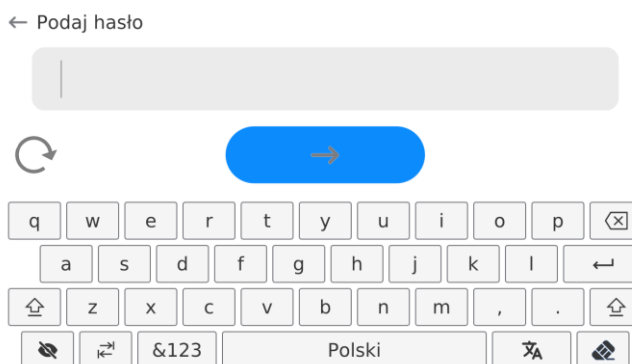 Podaj hasło
q w e r t y u i o p
a s d f g h j k l
z x c v b n m , .
&123 Polski